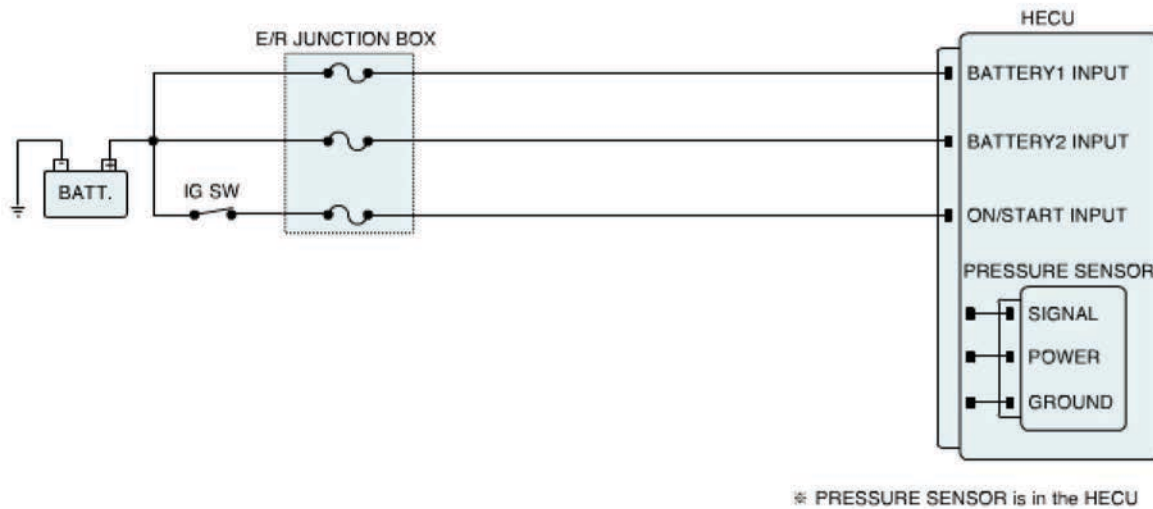 HECU
E/R JUNCTION BOX
BATTERY1 INPUT
BATTERY2 INPUT
- +
BATT.
IG SW
ON/START INPUT
PRESSURE SENSOR
SIGNAL
POWER
GROUND
※ PRESSURE SENSOR is in the HECU